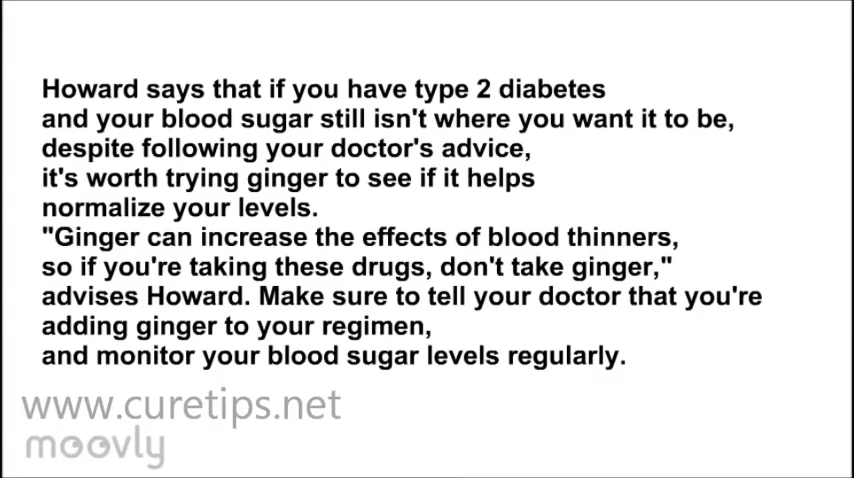 Howard says that if you have type 2 diabetes
and your blood sugar still isn't where you want it to be,
despite following your doctor's advice,
it's worth trying ginger to see if it helps
normalize your levels.
"Ginger can increase the effects of blood thinners,
so if you're taking these drugs, don't take ginger,"
advises Howard. Make sure to tell your doctor that you're
adding ginger to your regimen,
and monitor your blood sugar levels regularly.
www.curetips.net
moovly